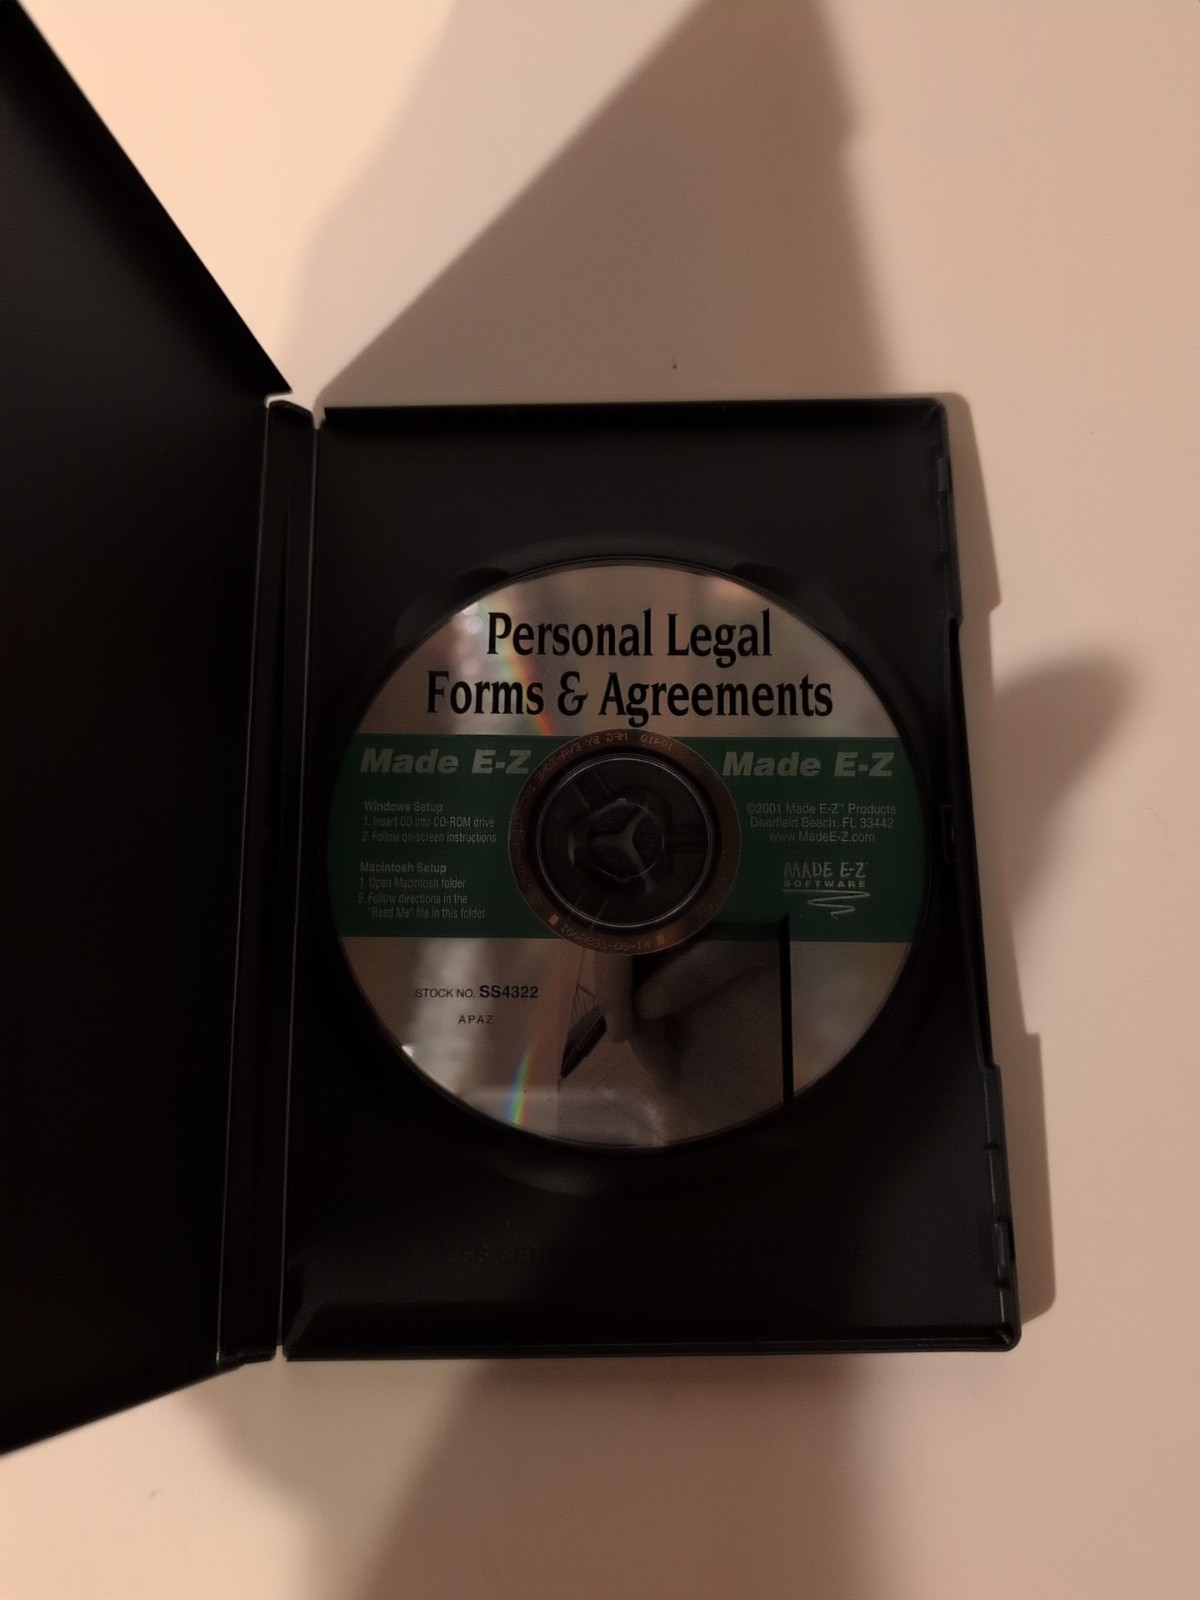 Personal Legal
Forms & Agreements
Made E-Z
Windows Setup
1. Insert CD into CD-ROM drive
2. Follow on-screen instructions
Macintosh Setup
1. Open Macintosh folder
2. Follow directions in the
"Read Me" file in this folder
Made E-Z
©2001 Made E-Z™ Products
Deerfield Beach, FL 33442
www.MadeE-Z.com
MADE E-Z
SOFTWARE
STOCK NO. SS4322
APAZ